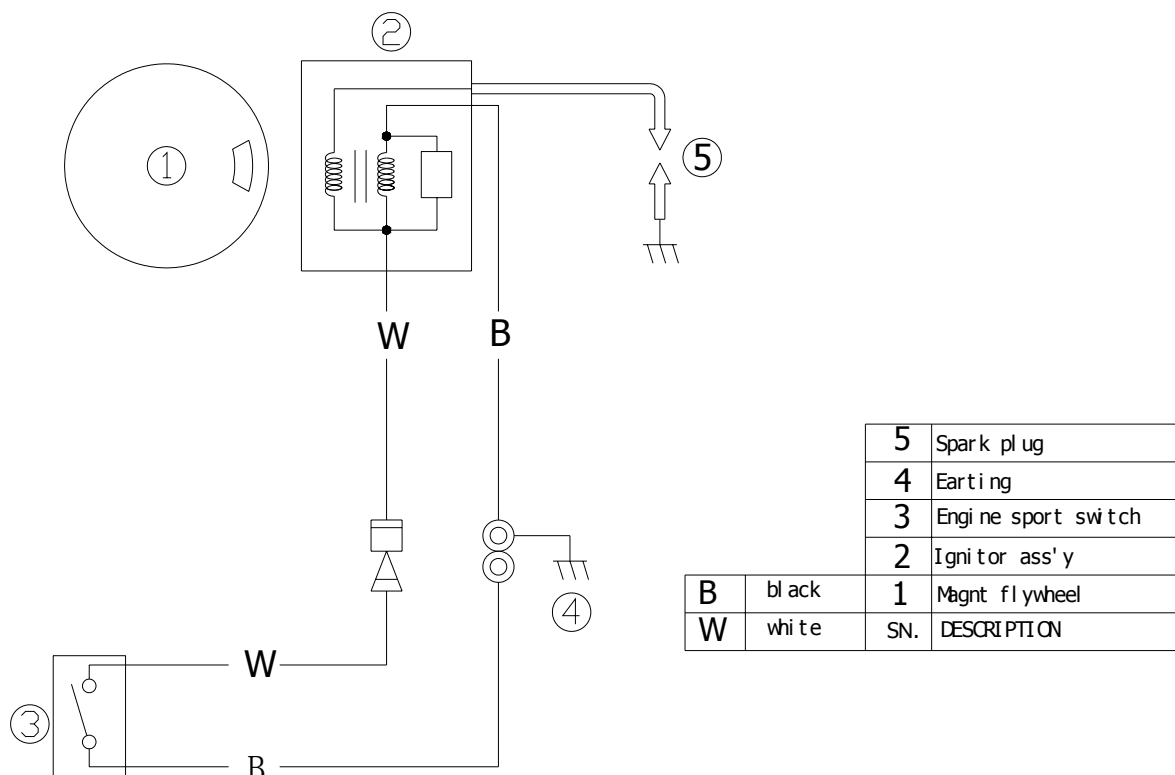 ②
①
⑤
W
B
④
W
③
B
5 Spark plug
4 Earting
3 Engine sport switch
2 Ignitor ass'y
B black 1 Magnt flywheel
W white SN. DESCRIPTION